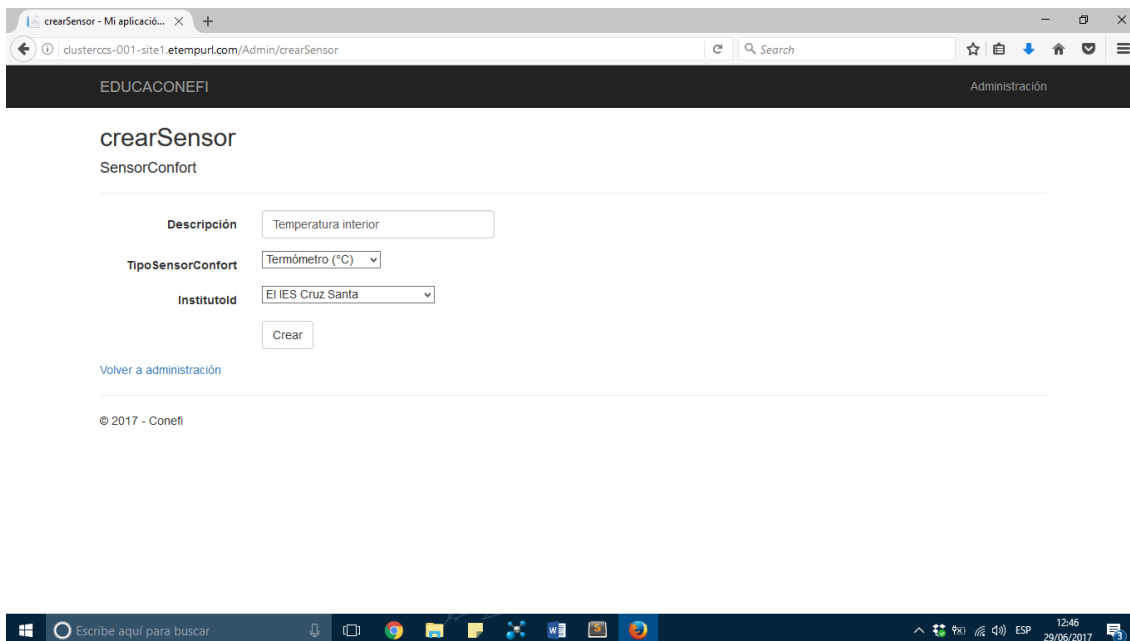 crearSensor - Mi aplicació...
clusterccs-001-site1.etempurl.com/Admin/crearSensor
Search
EDUCACONEFI
Administración
crearSensor
SensorConfort
Descripción
Temperatura interior
TipoSensorConfort
Termómetro (°C)
InstitutoId
El IES Cruz Santa
Crear
Volver a administración
© 2017 - Conefi
Escribe aquí para buscar
ESP
12:46
29/06/2017
3